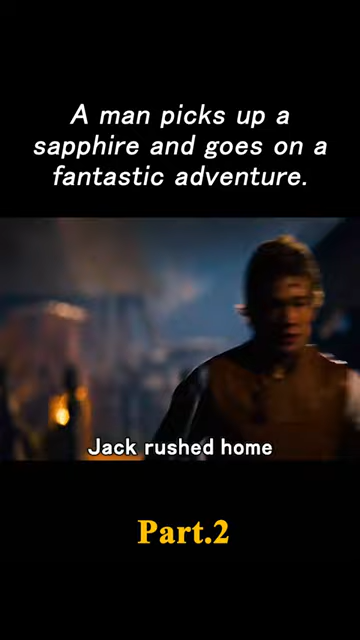 A man picks up a
sapphire and goes on a
fantastic adventure.
Jack rushed home
Part.2